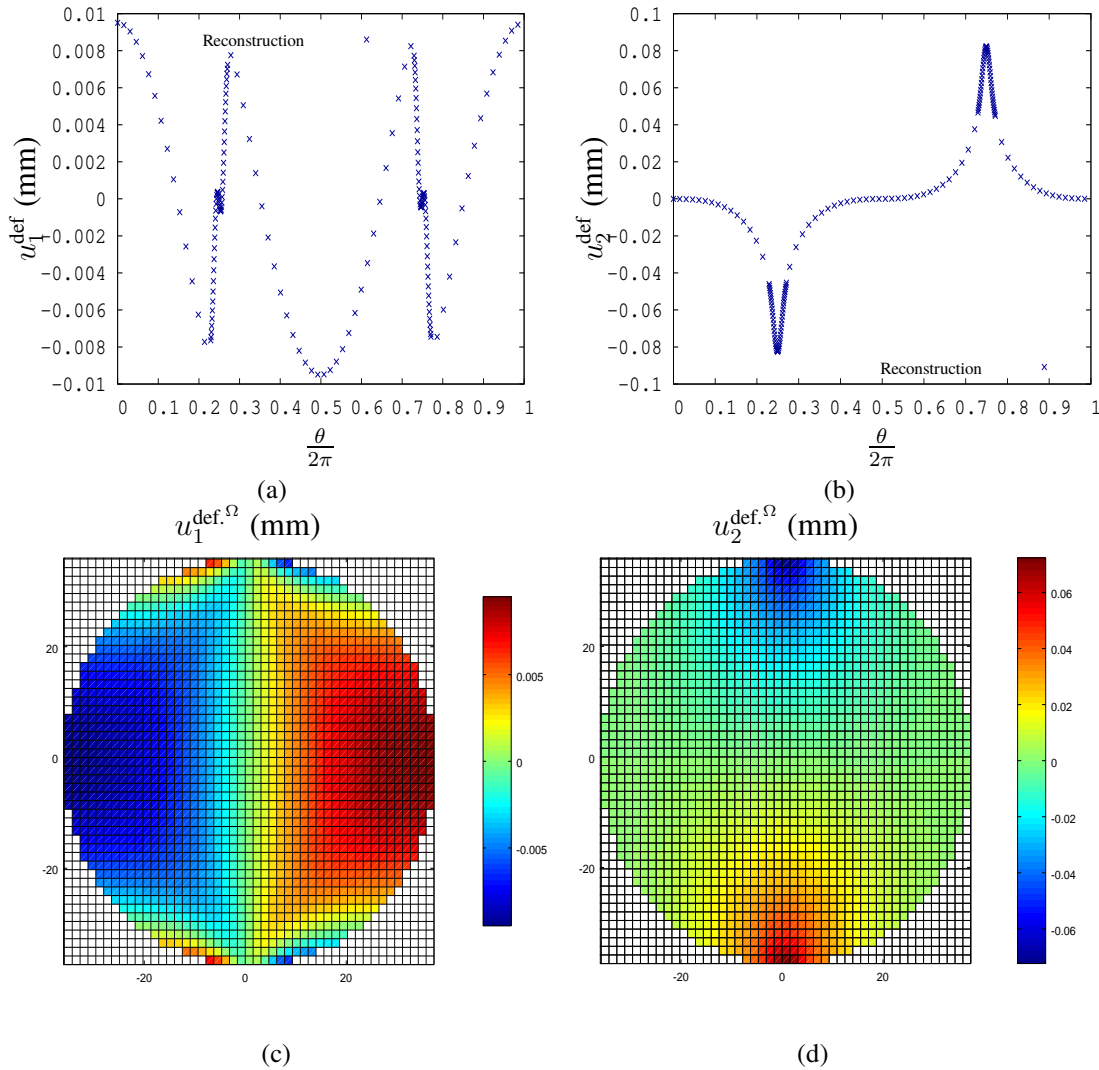 0.01
0.008
0.006
0.004
0.002
0
-0.002
-0.004
-0.006
-0.008
-0.01
u_1^def (mm)
Reconstruction
0 0.1 0.2 0.3 0.4 0.5 0.6 0.7 0.8 0.9 1
θ/2π
(a)
0.1
0.08
0.06
0.04
0.02
0
-0.02
-0.04
-0.06
-0.08
-0.1
u_2^def (mm)
Reconstruction
0 0.1 0.2 0.3 0.4 0.5 0.6 0.7 0.8 0.9 1
θ/2π
(b)
u_1^def.Ω (mm)
20
0
-20
-20 0 20
0.005
0
-0.005
(c)
u_2^def.Ω (mm)
20
0
-20
-20 0 20
0.06
0.04
0.02
0
-0.02
-0.04
-0.06
(d)